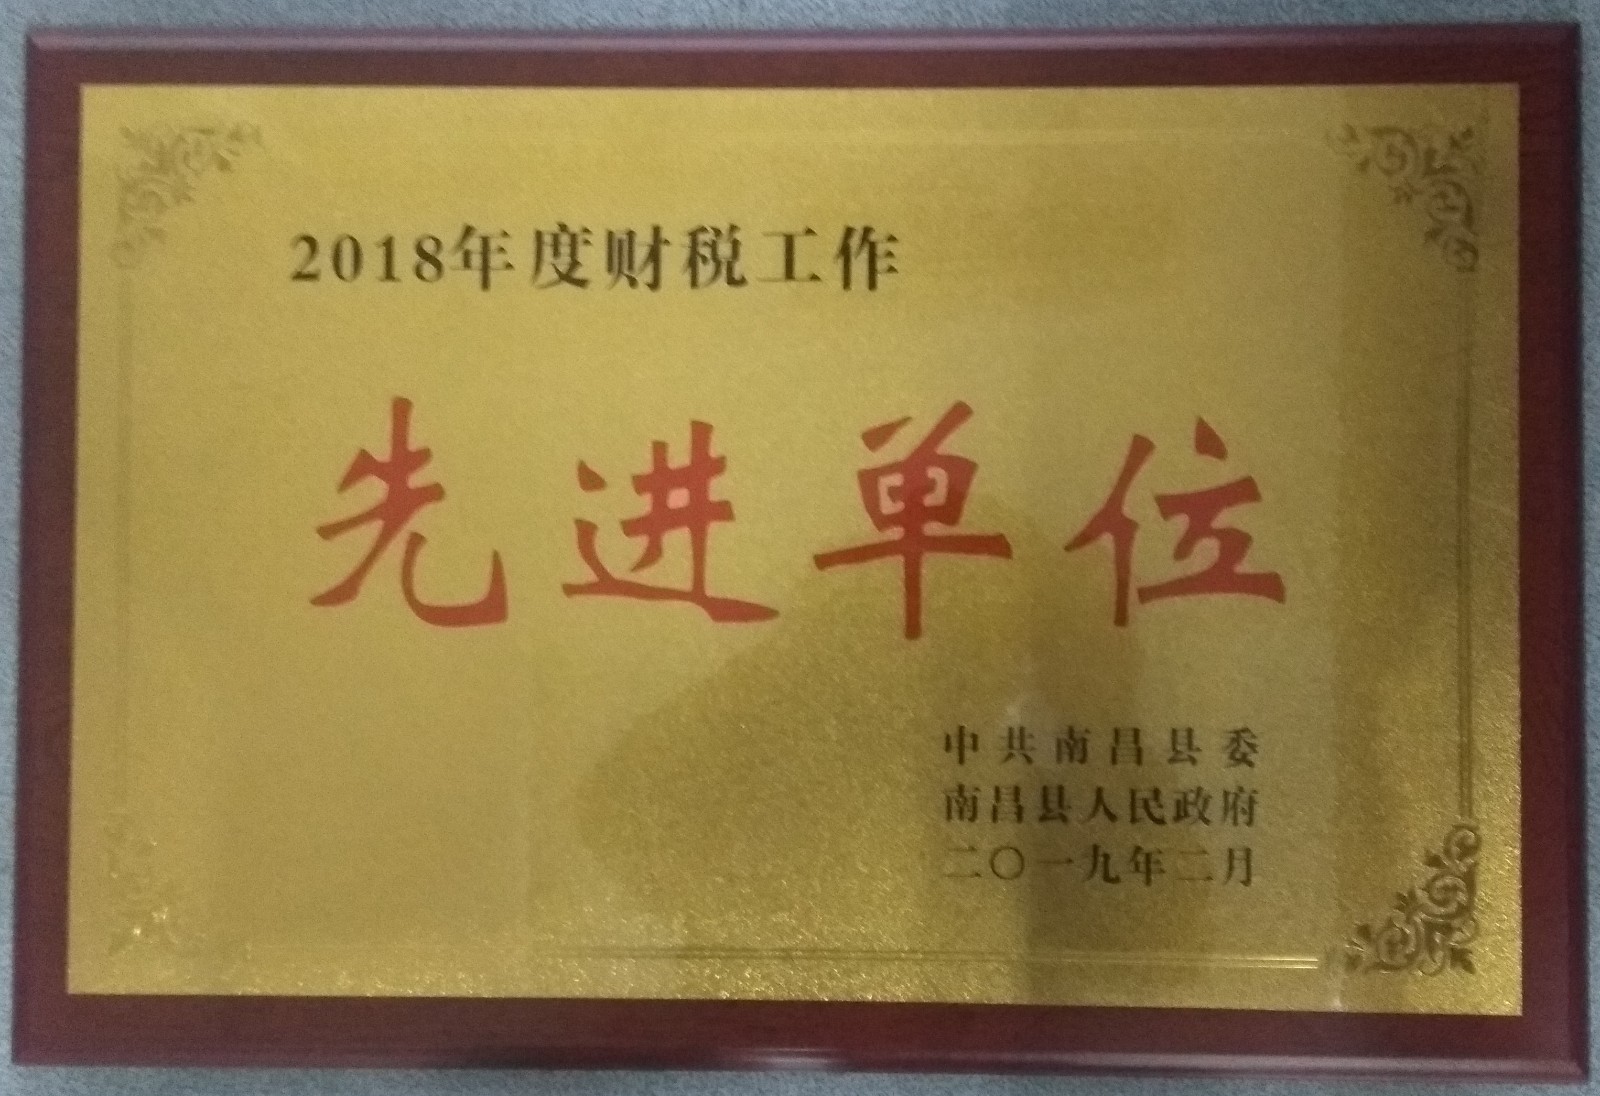 2018年度财税工作
先进单位
中共南昌县委
南昌县人民政府
二〇一九年二月